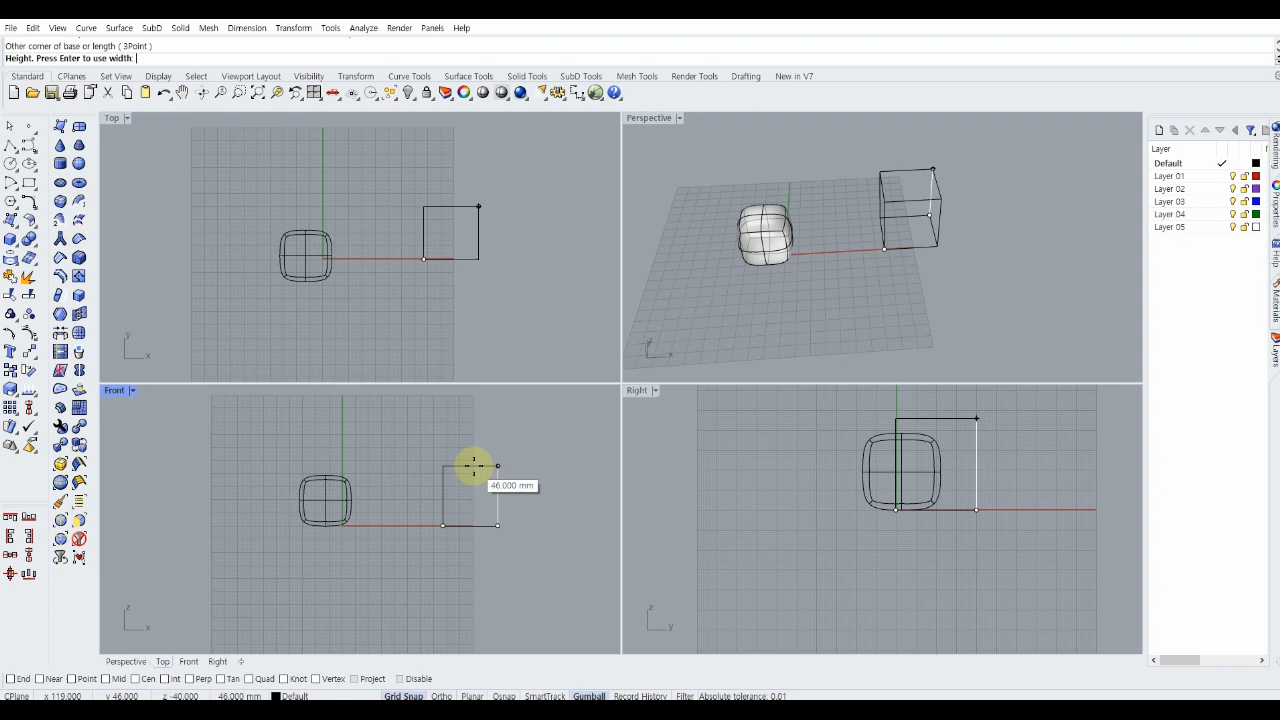 File Edit View Curve Surface SubD Solid Mesh Dimension Transform Tools Analyze Render Panels Help
Other corner of base or length ( 3Point )
Height. Press Enter to use width:
Standard CPlanes Set View Display Select Viewport Layout Visibility Transform Curve Tools Surface Tools Solid Tools SubD Tools Mesh Tools Render Tools Drafting New in V7
Top
Perspective
Layer
Default
Layer 01
Layer 02
Layer 03
Layer 04
Layer 05
Rendering
Properties
Help
Materials
Layers
y
x
x
Front
Right
46.000 mm
z
x
z
y
Perspective Top Front Right
End Near Point Mid Cen Int Perp Tan Quad Knot Vertex Project Disable
CPlane x 119.000 y 46.000 z -40.000 46.000 mm Default Grid Snap Ortho Planar Osnap SmartTrack Gumball Record History Filter Absolute tolerance: 0.01